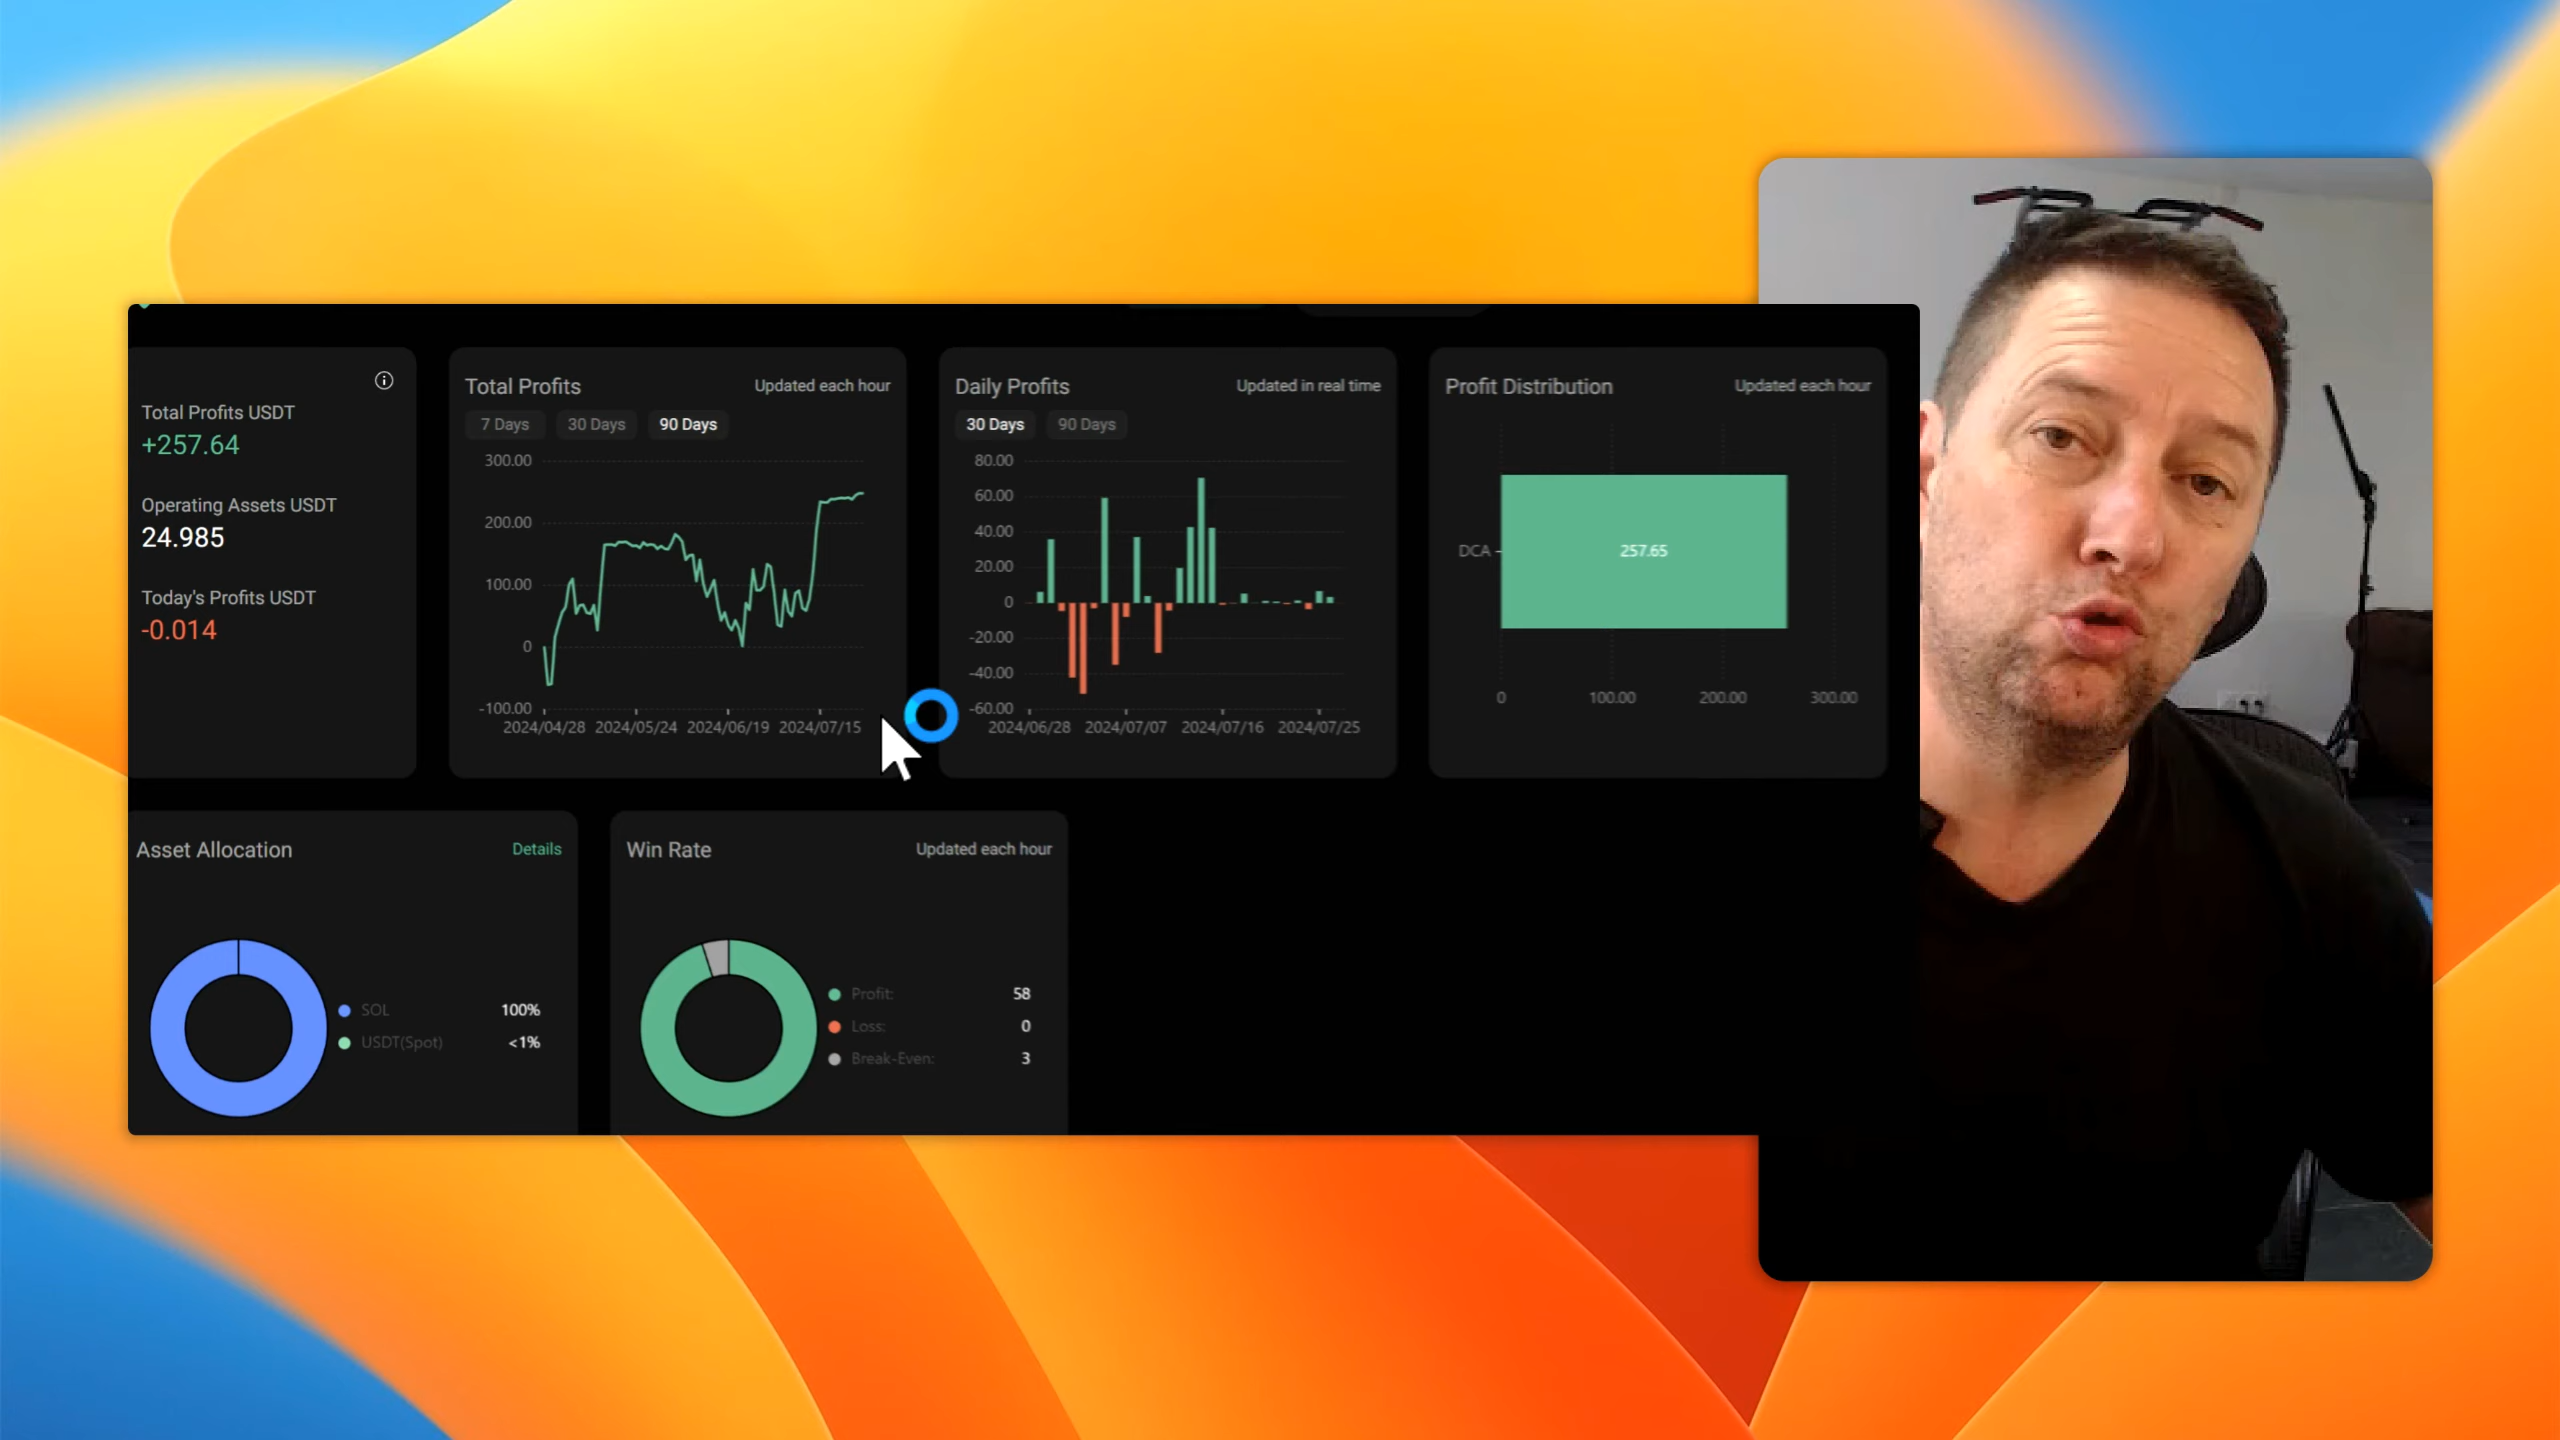 Total Profits USDT
+257.64
Operating Assets USDT
24.985
Today's Profits USDT
-0.014
Total Profits
Updated each hour
7 Days
30 Days
90 Days
300.00
200.00
100.00
0
-100.00
2024/04/28
2024/05/24
2024/06/19
2024/07/15
Daily Profits
Updated in real time
30 Days
90 Days
80.00
60.00
40.00
20.00
0
-20.00
-40.00
-60.00
2024/06/28
2024/07/07
2024/07/16
2024/07/25
Profit Distribution
Updated each hour
DCA
257.65
0
100.00
200.00
300.00
Asset Allocation
Details
SOL
100%
USDT(Spot)
<1%
Win Rate
Updated each hour
Profit:
58
Loss:
0
Break-Even:
3